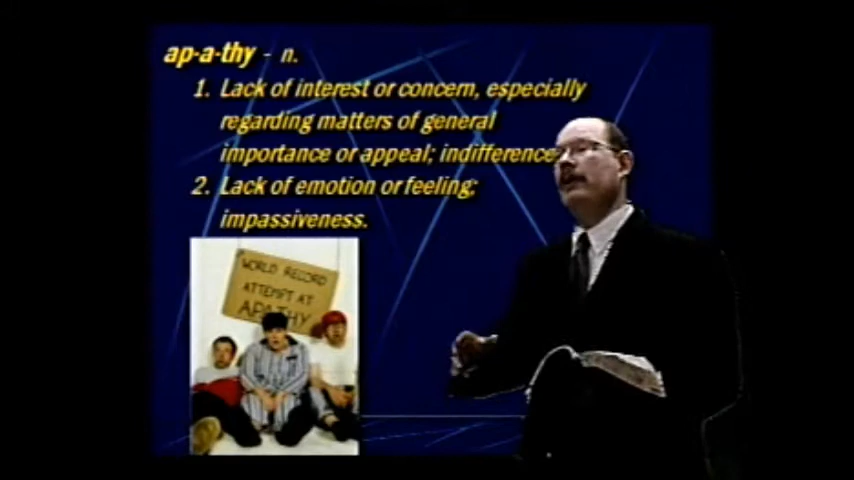 ap-a-thy - n.
1. Lack of interest or concern, especially
regarding matters of general
importance or appeal; indifference
2. Lack of emotion or feeling;
impassiveness.
WORLD RECORD
ATTEMPT AT
APATHY